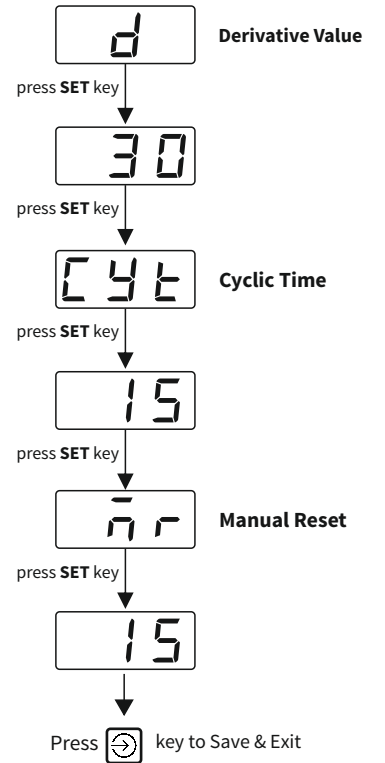 d Derivative Value
press SET key
30
press SET key
CYt Cyclic Time
press SET key
15
press SET key
n̄r Manual Reset
press SET key
15
Press key to Save & Exit